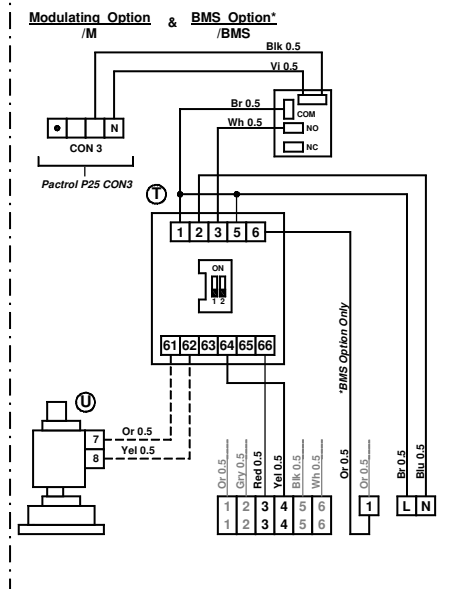 Modulating Option & BMS Option*
/M /BMS
Blk 0.5
Vi 0.5
Br 0.5
COM
Wh 0.5
NO
N
NC
CON 3
Pactrol P25 CON3
T
1 2 3 5 6
ON
1 2
*BMS Option Only
61 62 63 64 65 66
U
Or 0.5
7
Yel 0.5
8
Or 0.5
Gry 0.5
Red 0.5
Yel 0.5
Blk 0.5
Wh 0.5
Or 0.5
Or 0.5
Br 0.5
Blu 0.5
1 2 3 4 5 6
1 2 3 4 5 6
1
L N